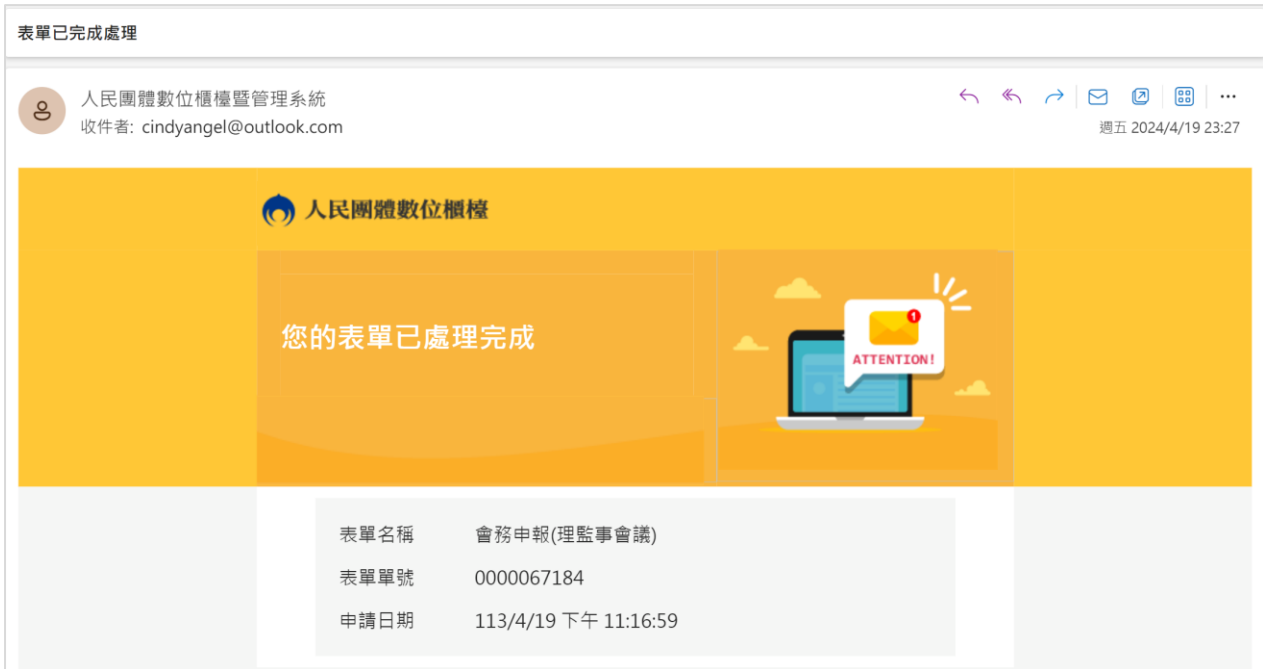 表單已完成處理
人民團體數位櫃檯暨管理系統
收件者: cindyangel@outlook.com
週五 2024/4/19 23:27
人民團體數位櫃檯
您的表單已處理完成
1
ATTENTION!
表單名稱 會務申報(理監事會議)
表單單號 0000067184
申請日期 113/4/19 下午 11:16:59